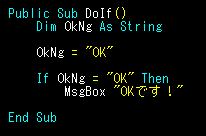 Public Sub DoIf()
Dim OkNg As String
OkNg = "OK"
If OkNg = "OK" Then
MsgBox "OKです！"
End Sub